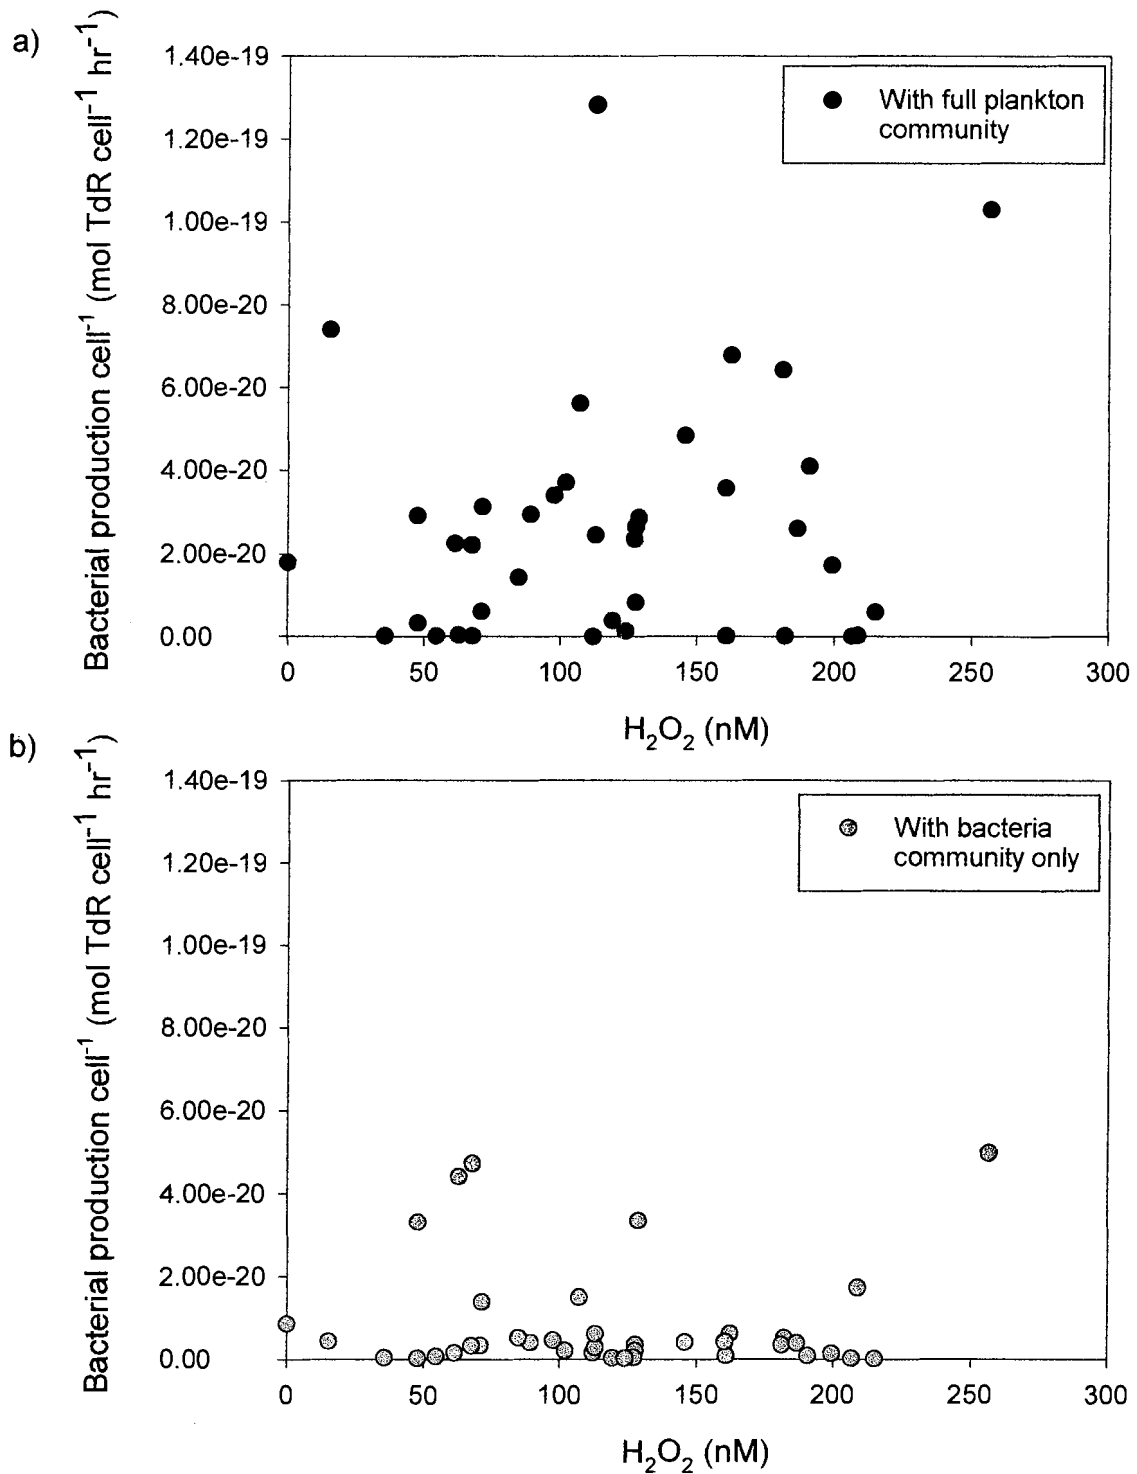 a)
Bacterial production cell⁻¹ (mol TdR cell⁻¹ hr⁻¹)
1.40e-19
1.20e-19
1.00e-19
8.00e-20
6.00e-20
4.00e-20
2.00e-20
0.00
With full plankton
community
0 50 100 150 200 250 300
H₂O₂ (nM)
b)
Bacterial production cell⁻¹ (mol TdR cell⁻¹ hr⁻¹)
1.40e-19
1.20e-19
1.00e-19
8.00e-20
6.00e-20
4.00e-20
2.00e-20
0.00
With bacteria
community only
0 50 100 150 200 250 300
H₂O₂ (nM)